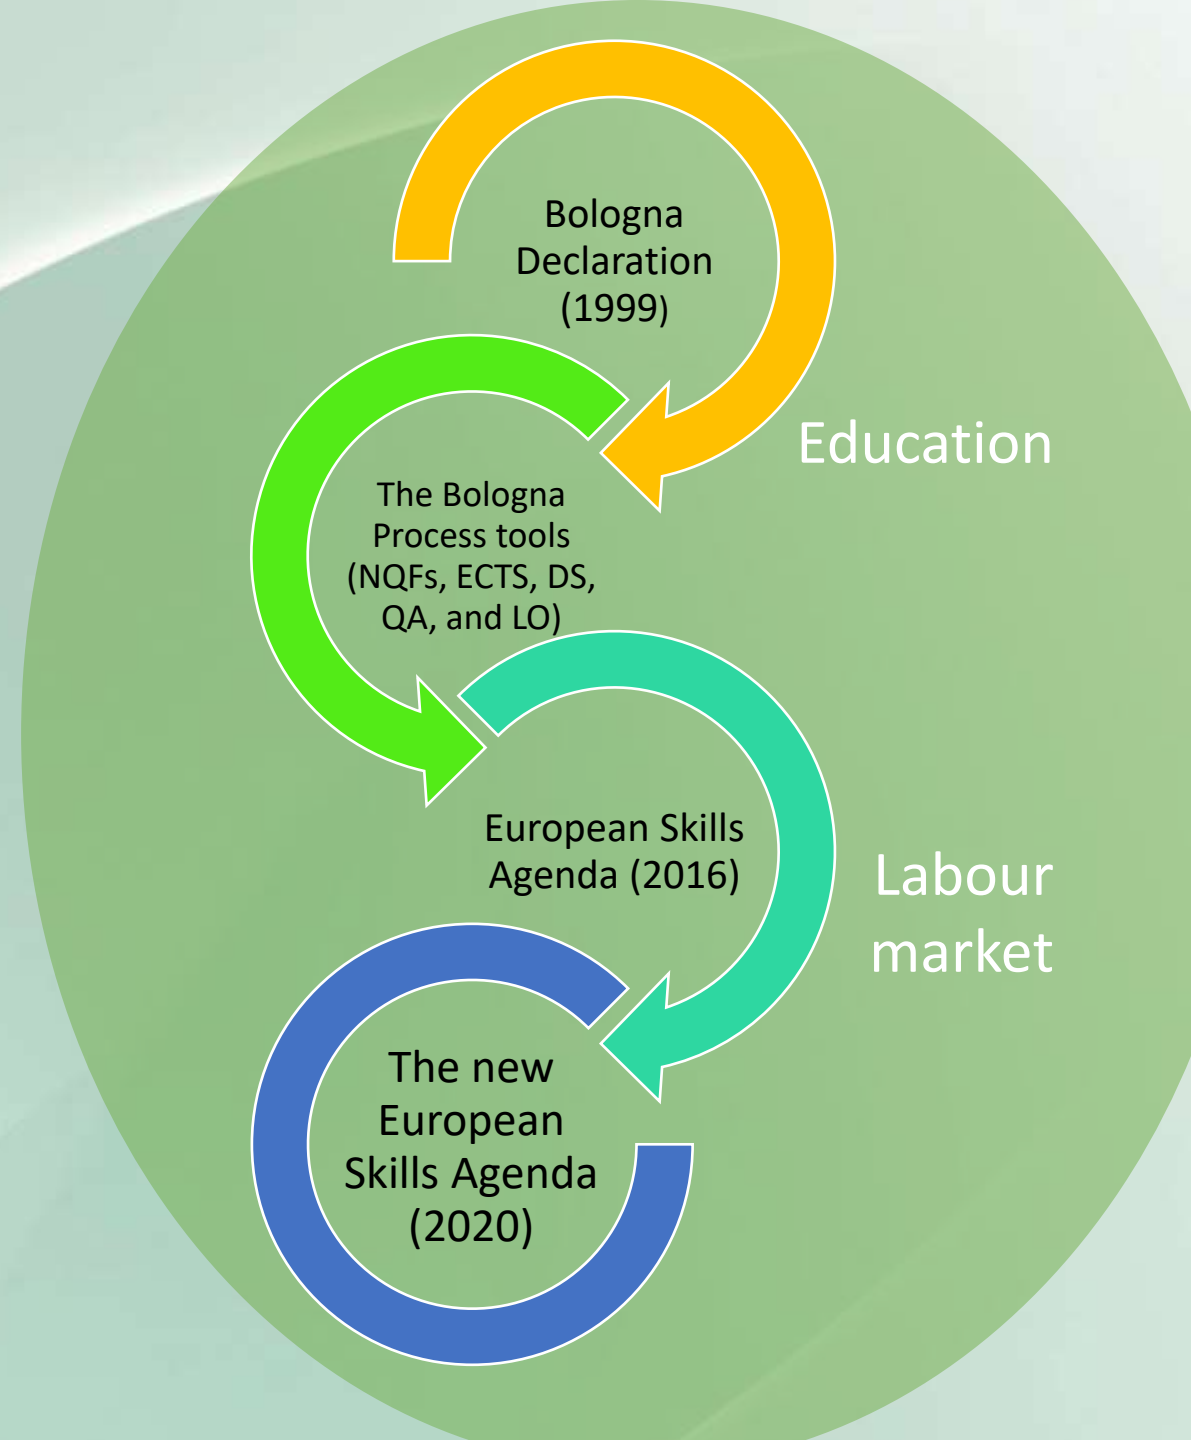 Bologna
Declaration
(1999)
Education
The Bologna
Process tools
(NQFs, ECTS, DS,
QA, and LO)
European Skills
Agenda (2016)
Labour
market
The new
European
Skills Agenda
(2020)